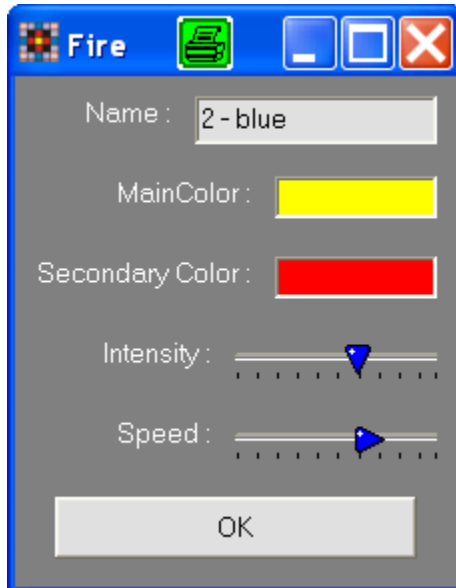 Fire
Name : 2 - blue
MainColor :
Secondary Color :
Intensity :
Speed :
OK